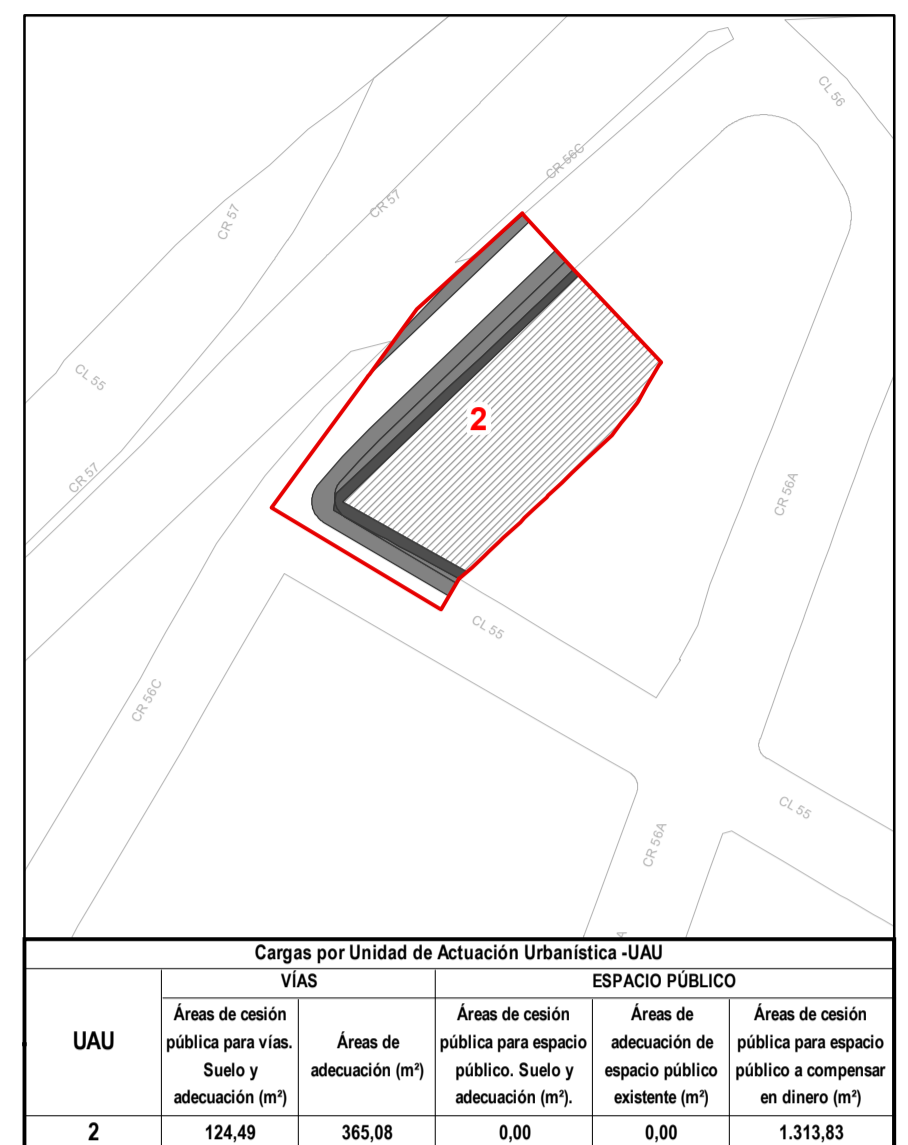 CL 56
CR 56C
CR 57
CR 57
CL 55
2
CR 57
CR 56A
CL 55
CR 56C
CL 55
CR 56A
A
Cargas por Unidad de Actuación Urbanística -UAU
UAU
VÍAS
ESPACIO PÚBLICO
Áreas de cesión
pública para vías.
Suelo y
adecuación (m²)
Áreas de
adecuación (m²)
Áreas de cesión
pública para espacio
público. Suelo y
adecuación (m²).
Áreas de
adecuación de
espacio público
existente (m²)
Áreas de cesión
pública para espacio
público a compensar
en dinero (m²)
2 124,49 365,08 0,00 0,00 1.313,83